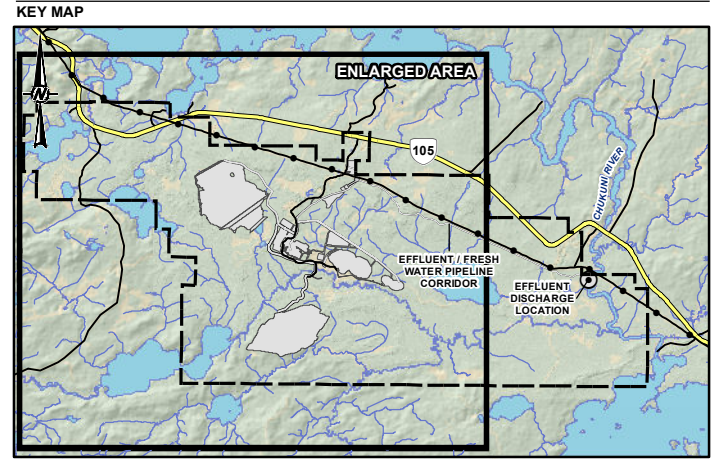 KEY MAP
ENLARGED AREA
N
105
CHUKUNI RIVER
EFFLUENT / FRESH
WATER PIPELINE
CORRIDOR
EFFLUENT
DISCHARGE
LOCATION